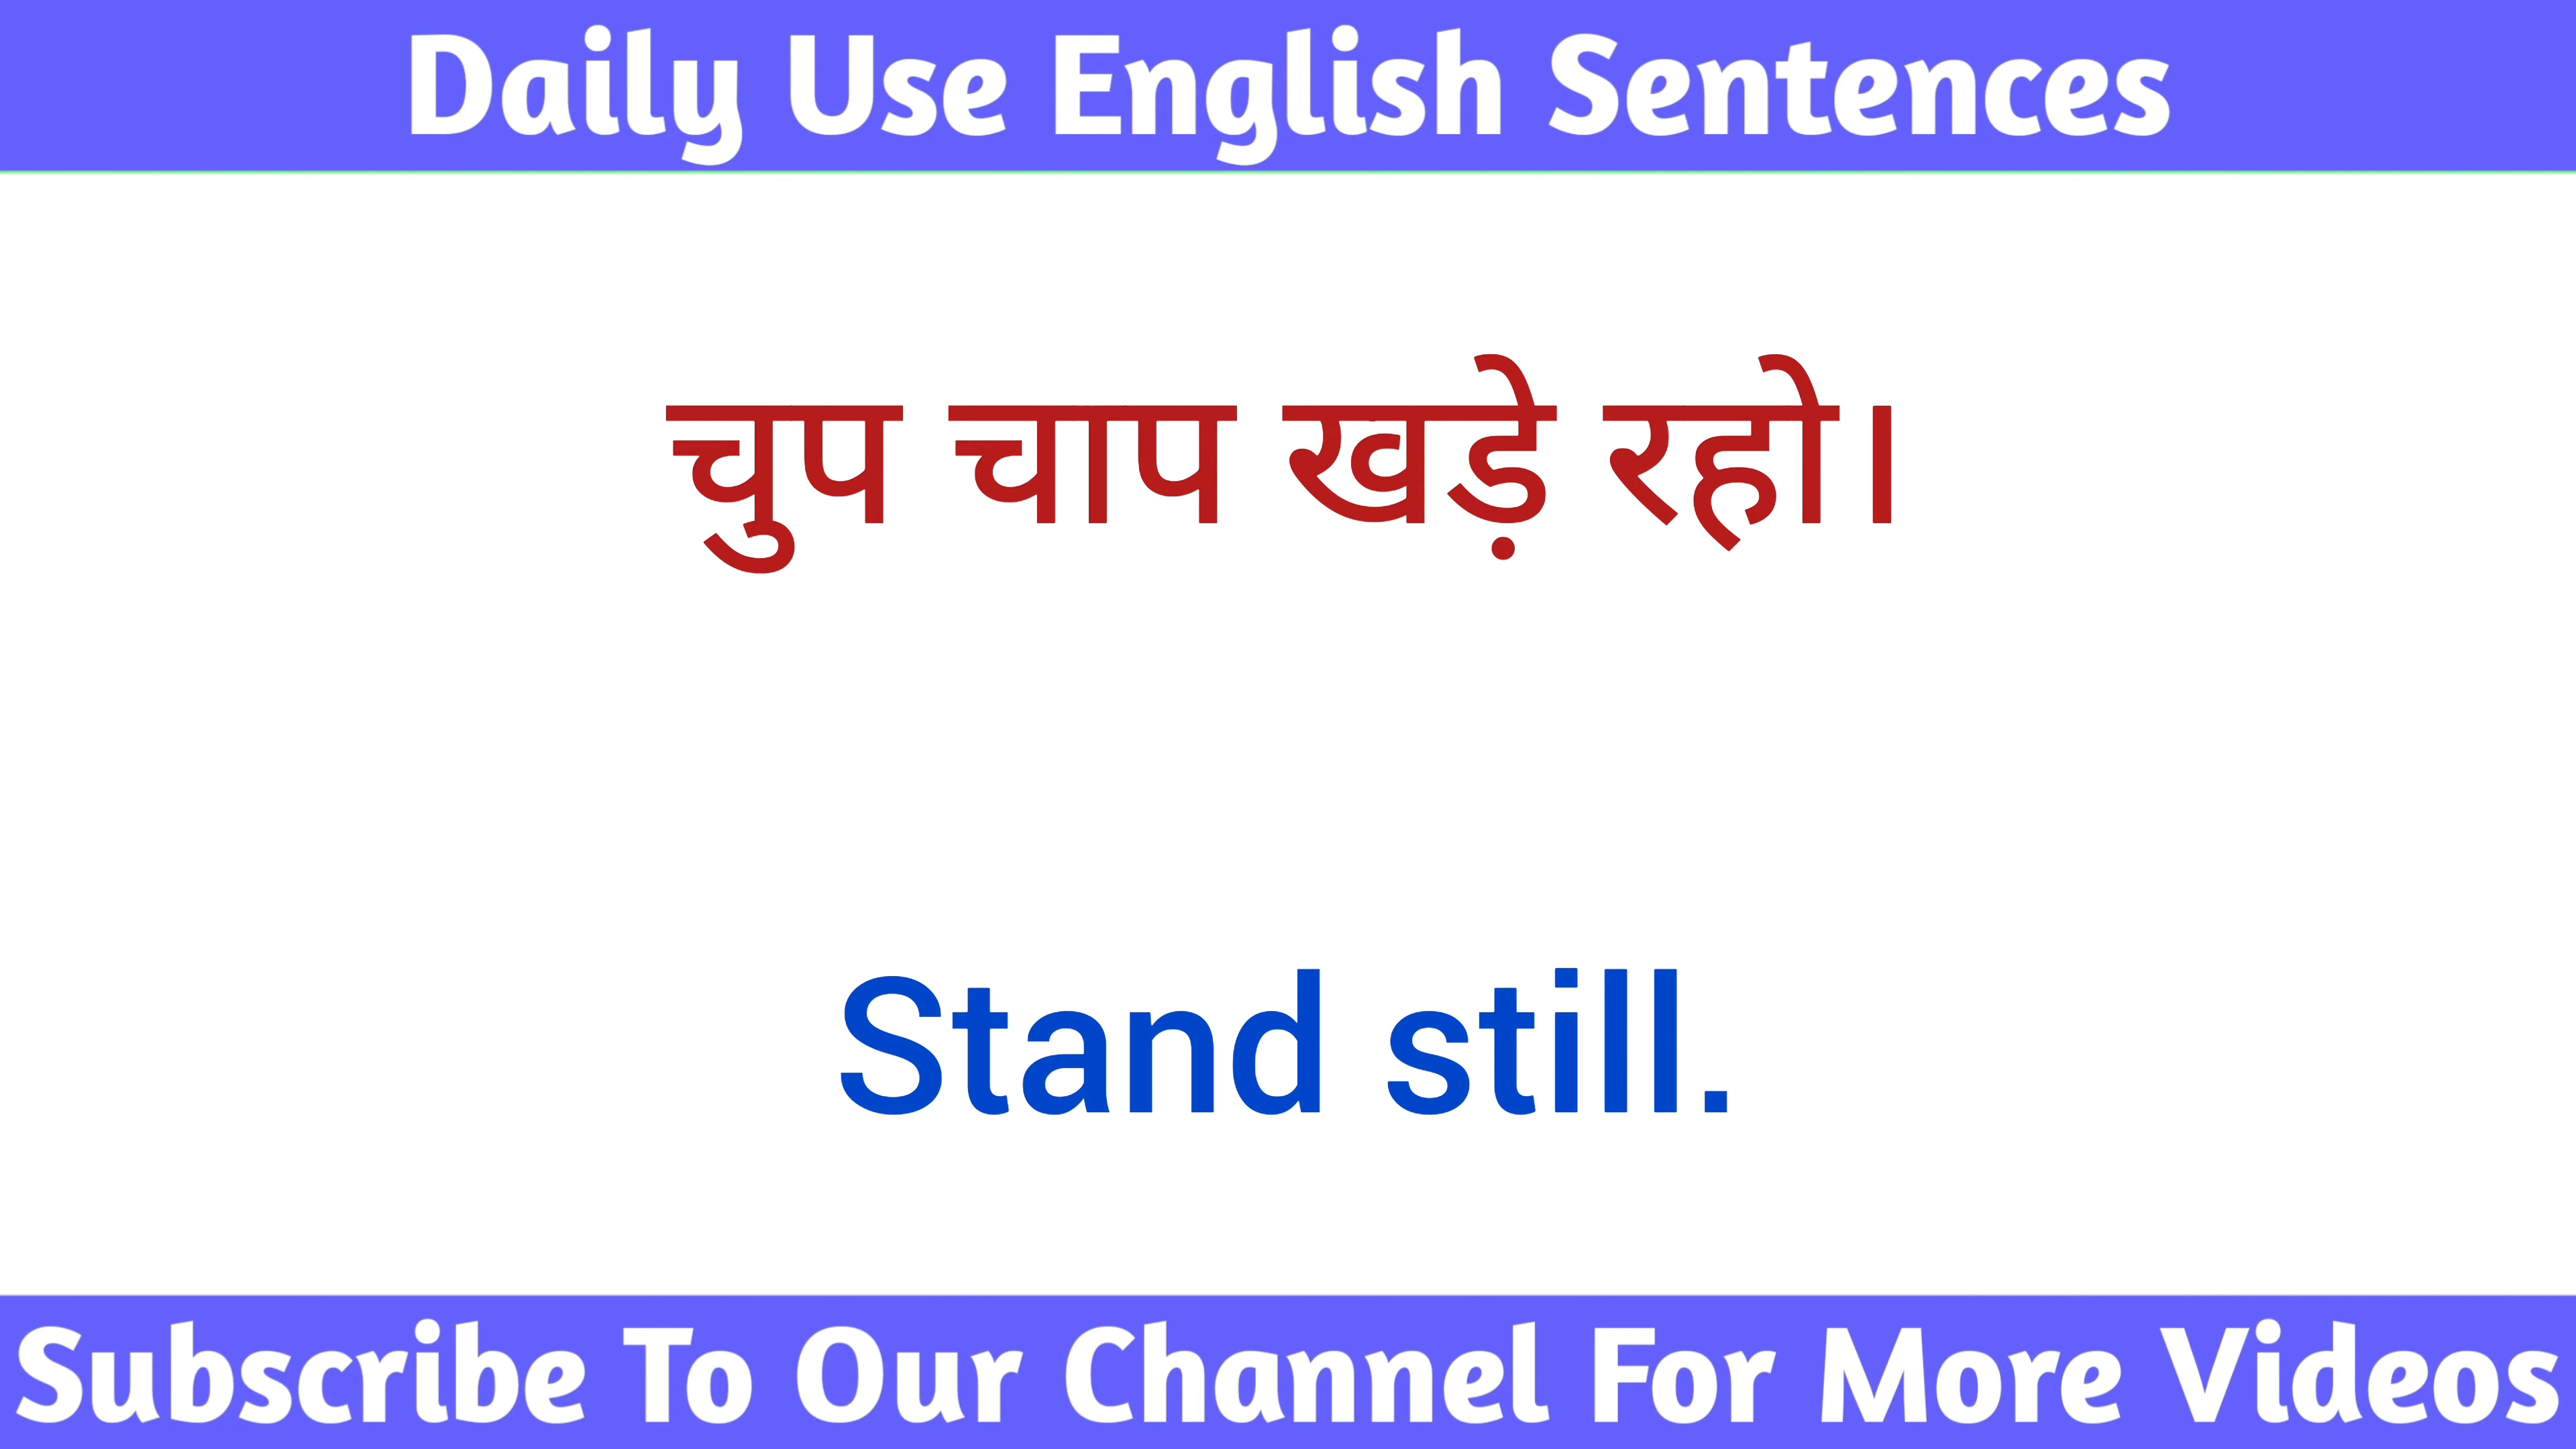 Daily Use English Sentences
चुप चाप खड़े रहो।
Stand still.
Subscribe To Our Channel For More Videos